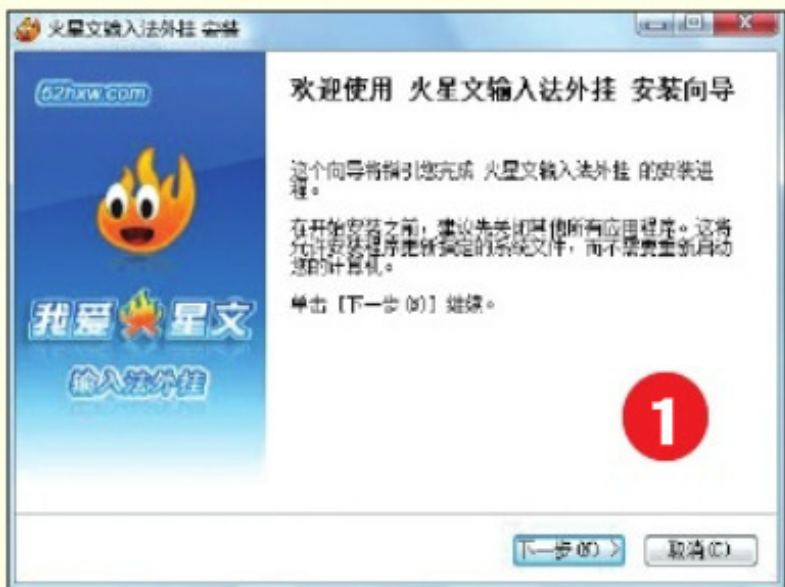 火星文输入法外挂 安装
52hxw.com
欢迎使用 火星文输入法外挂 安装向导
这个向导将指引您完成 火星文输入法外挂 的安装进
程。
在开始安装之前，建议先关闭其他所有应用程序。这将
允许安装程序更新指定的系统文件，而不需要重新启动
您的计算机。
单击 [下一步(N)] 继续。
我爱火星文
输入法外挂
1
下一步(N) >
取消(C)